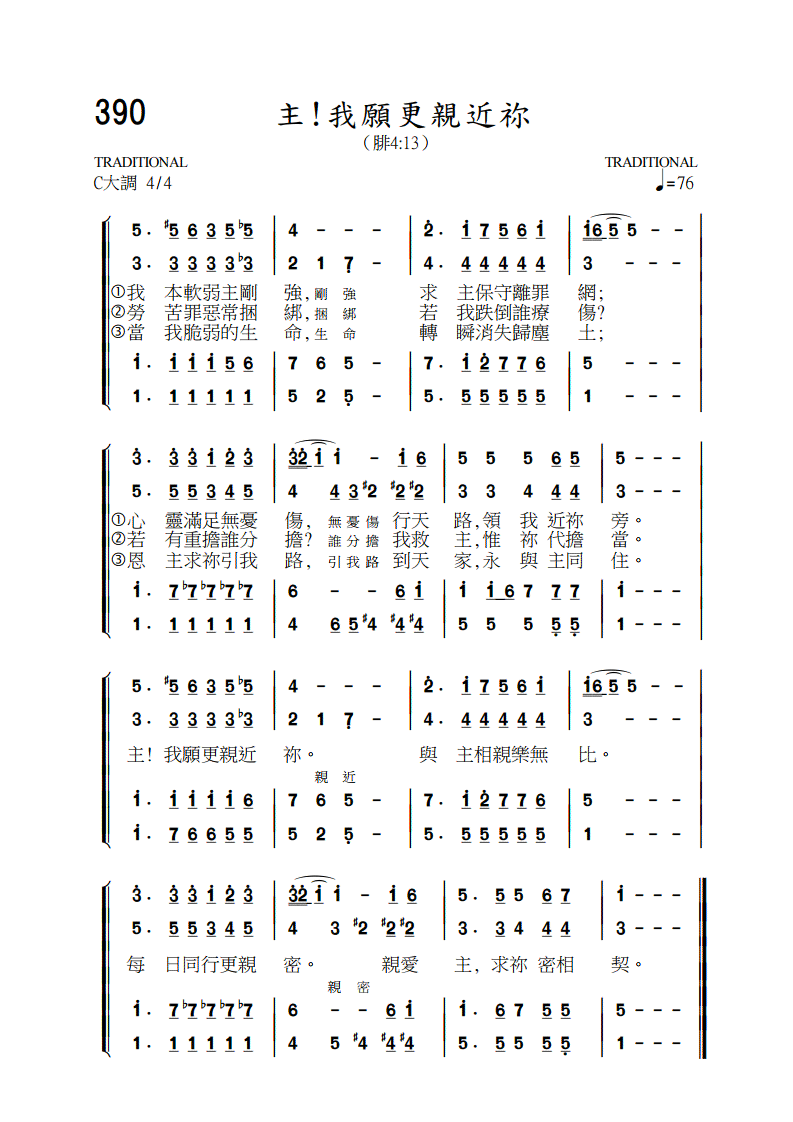 390
主!我願更親近祢
（腓4:13）
TRADITIONAL TRADITIONAL
C大調 4/4 ♩=76
5 . #5 6 3 5 b5 4 - - - 2̇ . 1̇ 7 5 6 1̇ 1̇6 5 5 - -
3 . 3 3 3 3 b3 2 1 7̣ - 4 . 4 4 4 4 4 3 - - -
①我 本軟弱主剛 強, 剛 強 求 主保守離罪 網;
②勞 苦罪惡常捆 綁, 捆 綁 若 我跌倒誰療 傷?
③當 我脆弱的生 命, 生 命 轉 瞬消失歸塵 土;
1̇ . 1̇ 1̇ 1̇ 5 6 7 6 5 - 7 . 1̇ 2̇ 7 7 6 5 - - -
1 . 1 1 1 1 1 5 2 5̣ - 5 . 5 5 5 5 5 1 - - -
3̇ . 3̇ 3̇ 1̇ 2̇ 3̇ 3̇2̇ 1̇ 1̇ - 1̇ 6 5 5 5 6 5 5 - - -
5 . 5 5 3 4 5 4 4 3 #2 #2 #2 3 3 4 4 4 3 - - -
①心 靈滿足無憂 傷, 無 憂 傷 行天 路,領 我 近祢 旁。
②若 有重擔誰分 擔? 誰 分 擔 我救 主,惟 祢 代擔 當。
③恩 主求祢引我 路, 引 我 路 到天 家,永 與 主同 住。
1̇ . 7 b7 b7 b7 b7 6 - - 6 1̇ 1̇ 1̇ 6 7 7 7 1̇ - - -
1 . 1 1 1 1 1 4 6 5 #4 #4 #4 5 5 5 5̣ 5̣ 1 - - -
5 . #5 6 3 5 b5 4 - - - 2̇ . 1̇ 7 5 6 1̇ 1̇6 5 5 - -
3 . 3 3 3 3 b3 2 1 7̣ - 4 . 4 4 4 4 4 3 - - -
主! 我願更親近 祢。 與 主相親樂無 比。
親 近
1̇ . 1̇ 1̇ 1̇ 1̇ 6 7 6 5 - 7 . 1̇ 2̇ 7 7 6 5 - - -
1 . 7 6 6 5 5 5 2 5̣ - 5 . 5 5 5 5 5 1 - - -
3̇ . 3̇ 3̇ 1̇ 2̇ 3̇ 3̇2̇ 1̇ 1̇ - 1̇ 6 5 . 5 5 6 7 1̇ - - -
5 . 5 5 3 4 5 4 3 #2 #2 #2 3 . 3 4 4 4 3 - - -
每 日同行更親 密。 親愛 主, 求祢 密相 契。
親 密
1̇ . 7 b7 b7 b7 b7 6 - - 6 1̇ 1̇ . 6 7 5 5 5 - - -
1 . 1 1 1 1 1 4 5 #4 #4 #4 5 . 5 5 5 5̣ 1 - - -